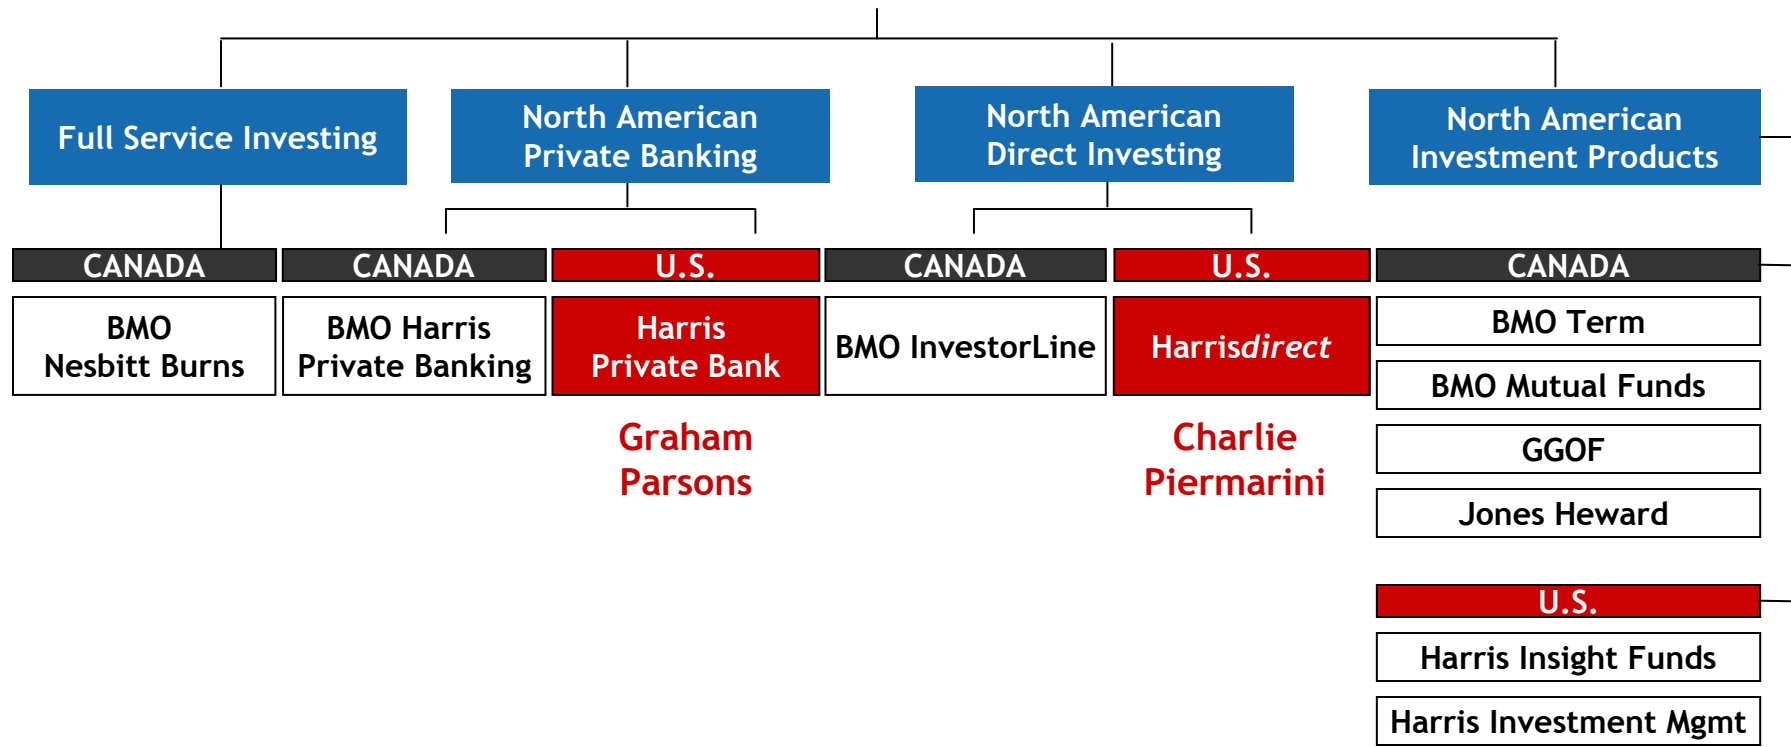 Full Service Investing
North American
Private Banking
North American
Direct Investing
North American
Investment Products
CANADA
CANADA
U.S.
CANADA
U.S.
CANADA
BMO
Nesbitt Burns
BMO Harris
Private Banking
Harris
Private Bank
BMO InvestorLine
Harrisdirect
BMO Term
BMO Mutual Funds
GGOF
Jones Heward
Graham
Parsons
Charlie
Piermarini
U.S.
Harris Insight Funds
Harris Investment Mgmt